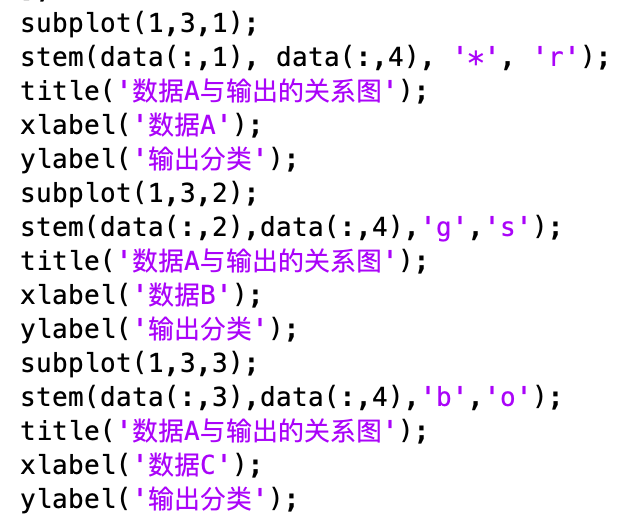 subplot(1,3,1);
stem(data(:,1), data(:,4), '*', 'r');
title('数据A与输出的关系图');
xlabel('数据A');
ylabel('输出分类');
subplot(1,3,2);
stem(data(:,2),data(:,4),'g','s');
title('数据A与输出的关系图');
xlabel('数据B');
ylabel('输出分类');
subplot(1,3,3);
stem(data(:,3),data(:,4),'b','o');
title('数据A与输出的关系图');
xlabel('数据C');
ylabel('输出分类');